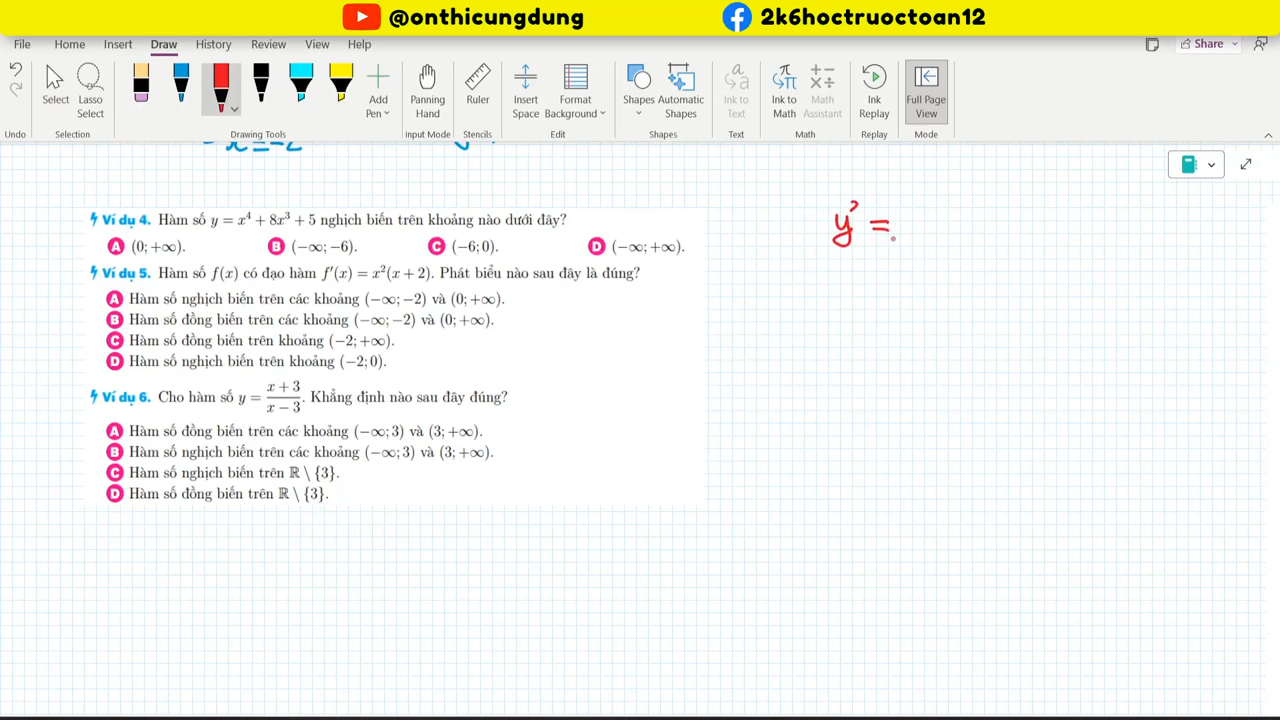 @onthicungdung 2k6hoctructoan12
File Home Insert Draw History Review View Help Share
Select Lasso Select Add Pen Panning Hand Ruler Insert Space Format Background Shapes Automatic Shapes Ink to Text Ink to Math Math Assistant Ink Replay Full Page View
Undo Selection Drawing Tools Input Mode Stencils Edit Shapes Text Math Replay Mode
Ví dụ 4. Hàm số y = x⁴ + 8x³ + 5 nghịch biến trên khoảng nào dưới đây?
A (0; +∞). B (−∞; −6). C (−6; 0). D (−∞; +∞).
Ví dụ 5. Hàm số f(x) có đạo hàm f′(x) = x²(x + 2). Phát biểu nào sau đây là đúng?
A Hàm số nghịch biến trên các khoảng (−∞; −2) và (0; +∞).
B Hàm số đồng biến trên các khoảng (−∞; −2) và (0; +∞).
C Hàm số đồng biến trên khoảng (−2; +∞).
D Hàm số nghịch biến trên khoảng (−2; 0).
Ví dụ 6. Cho hàm số y = (x + 3)/(x − 3). Khẳng định nào sau đây đúng?
A Hàm số đồng biến trên các khoảng (−∞; 3) và (3; +∞).
B Hàm số nghịch biến trên các khoảng (−∞; 3) và (3; +∞).
C Hàm số nghịch biến trên ℝ \ {3}.
D Hàm số đồng biến trên ℝ \ {3}.
y' =